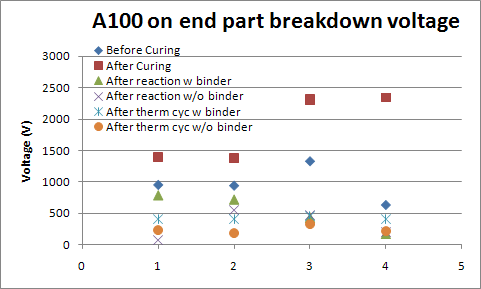 A100 on end part breakdown voltage
Before Curing
After Curing
After reaction w binder
After reaction w/o binder
After therm cyc w binder
After therm cyc w/o binder
Voltage (V)
3000
2500
2000
1500
1000
500
0
0 1 2 3 4 5